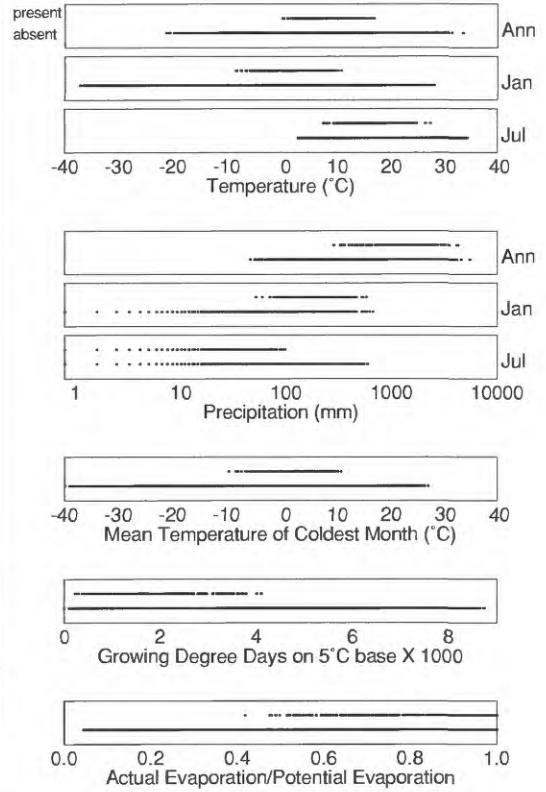 present
absent
Ann
Jan
Jul
-40 -30 -20 -10 0 10 20 30 40
Temperature (˚C)
Ann
Jan
Jul
1 10 100 1000 10000
Precipitation (mm)
-40 -30 -20 -10 0 10 20 30 40
Mean Temperature of Coldest Month (˚C)
0 2 4 6 8
Growing Degree Days on 5˚C base X 1000
0.0 0.2 0.4 0.6 0.8 1.0
Actual Evaporation/Potential Evaporation